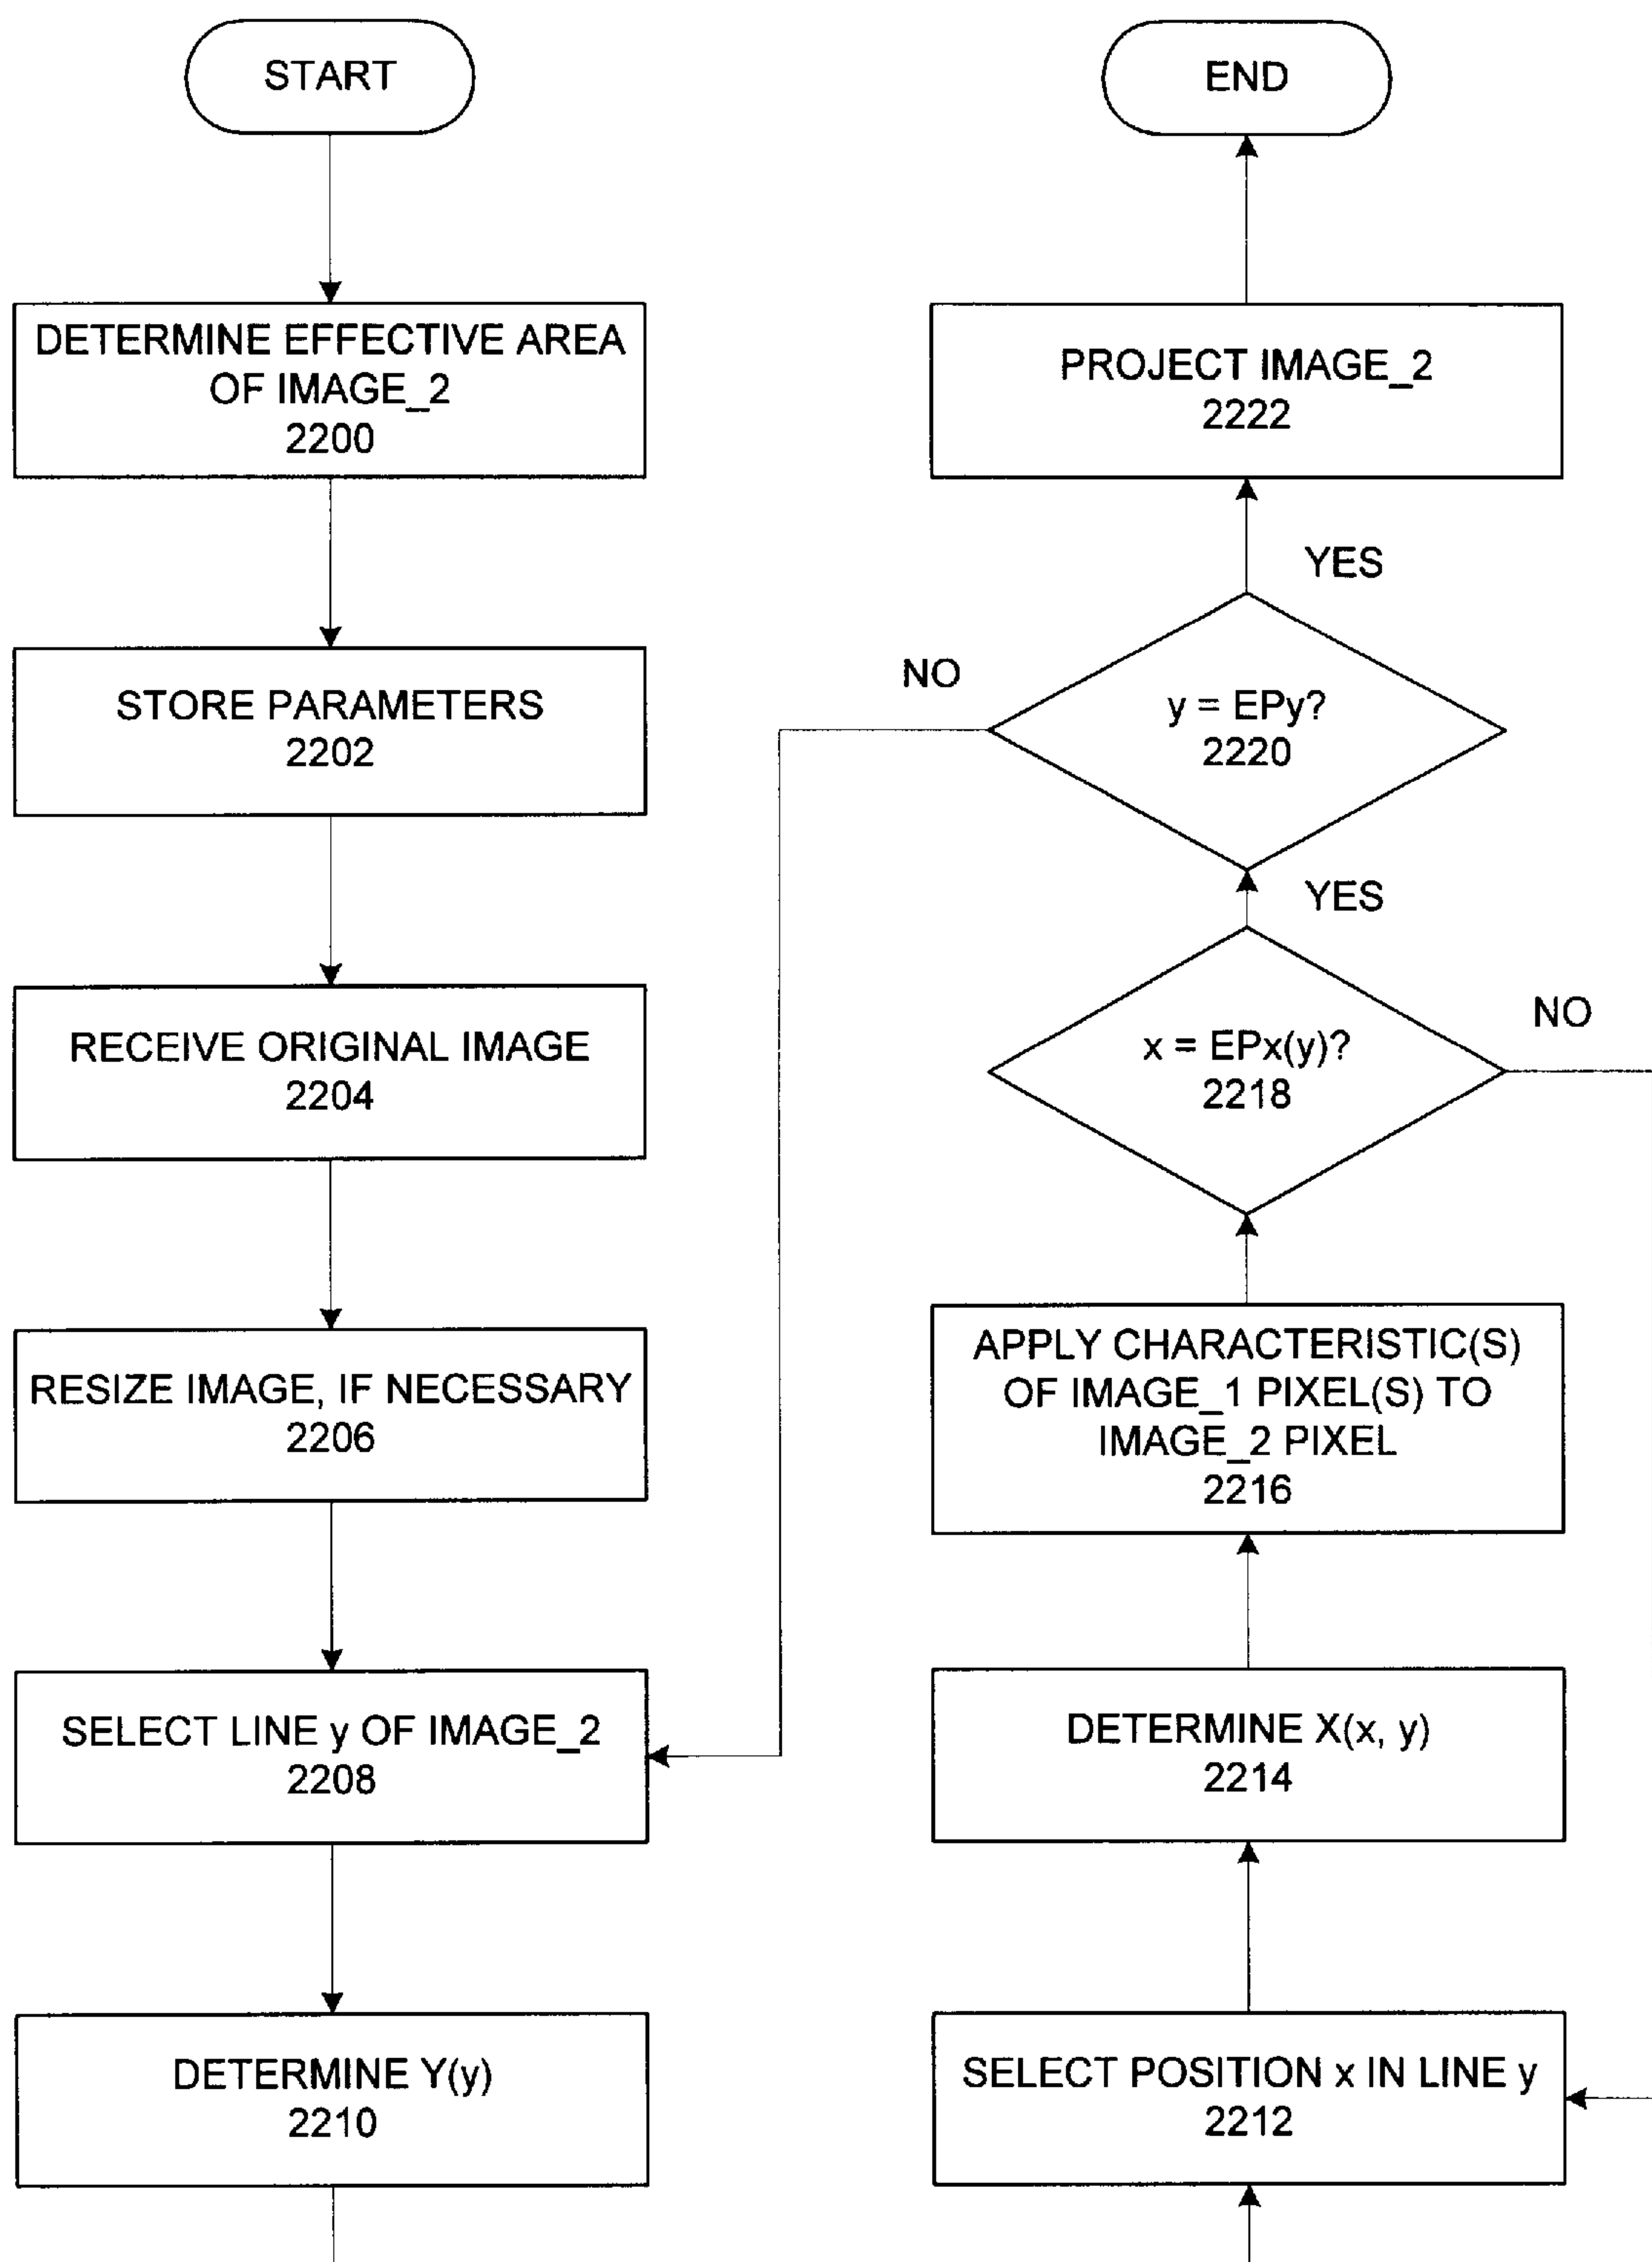 START
DETERMINE EFFECTIVE AREA
OF IMAGE_2
2200
STORE PARAMETERS
2202
RECEIVE ORIGINAL IMAGE
2204
RESIZE IMAGE, IF NECESSARY
2206
SELECT LINE y OF IMAGE_2
2208
DETERMINE Y(y)
2210
END
PROJECT IMAGE_2
2222
YES
NO
y = EPy?
2220
YES
NO
x = EPx(y)?
2218
APPLY CHARACTERISTIC(S)
OF IMAGE_1 PIXEL(S) TO
IMAGE_2 PIXEL
2216
DETERMINE X(x, y)
2214
SELECT POSITION x IN LINE y
2212